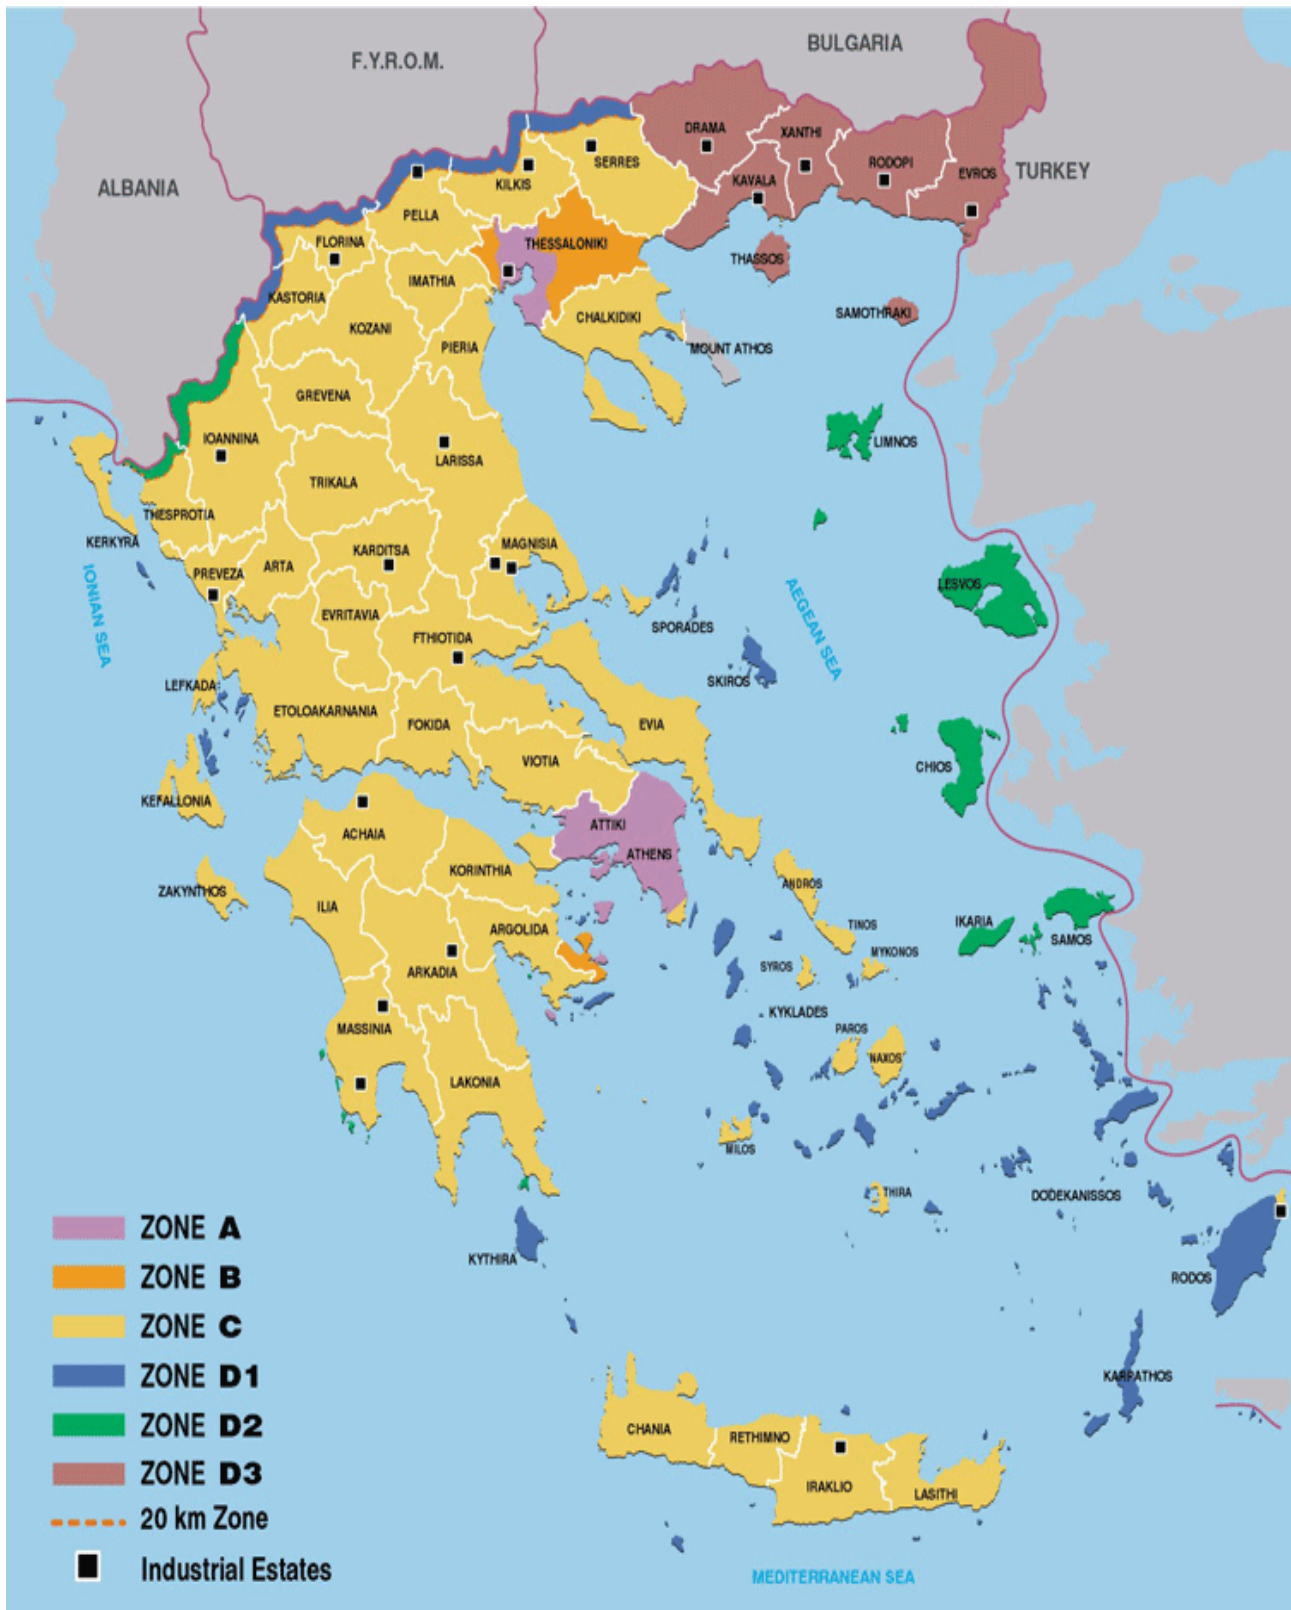 BULGARIA
F.Y.R.O.M.
ALBANIA
TURKEY
DRAMA
XANTHI
RODOPI
EVROS
KAVALA
SERRES
KILKIS
PELLA
THESSALONIKI
FLORINA
IMATHIA
KASTORIA
THASSOS
SAMOTHRAKI
KOZANI
CHALKIDIKI
PIERIA
MOUNT ATHOS
GREVENA
IOANNINA
LARISSA
LIMNOS
TRIKALA
THESPROTIA
KERKYRA
KARDITSA
MAGNISIA
ARTA
PREVEZA
IONIAN SEA
EVRITAVIA
FTHIOTIDA
SPORADES
AEGEAN SEA
LESVOS
SKIROS
LEFKADA
ETOLOAKARNANIA
FOKIDA
EVIA
VIOTIA
CHIOS
KEFALLONIA
ACHAIA
ATTIKI
ATHENS
KORINTHIA
ZAKYNTHOS
ILIA
ANDROS
ARGOLIDA
TINOS
IKARIA
SAMOS
MYKONOS
SYROS
ARKADIA
KYKLADES
MASSINIA
PAROS
NAXOS
LAKONIA
MILOS
THIRA
DODEKANISSOS
KYTHIRA
RODOS
KARPATHOS
CHANIA
RETHIMNO
IRAKLIO
LASITHI
MEDITERRANEAN SEA
ZONE A
ZONE B
ZONE C
ZONE D1
ZONE D2
ZONE D3
20 km Zone
Industrial Estates